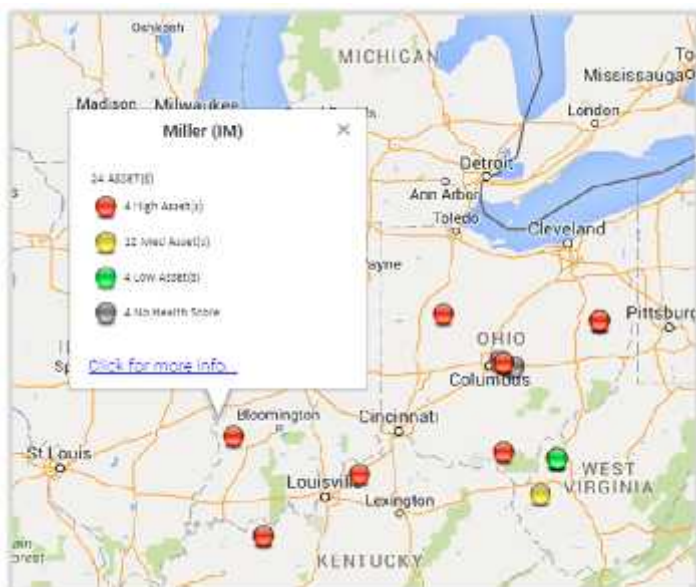 Oshkosh
MICHIGAN
To
Mississauga
Madison
Milwaukee
London
Miller (IM)
×
Detroit
24 ASSET(S)
Ann Arbor
4 High Asset(s)
Toledo
Cleveland
12 Med Asset(s)
ayne
4 Low Asset(s)
4 No Health Score
Pittsburg
OHIO
Sp
Click for more info...
Columbus
Bloomington
Cincinnati
St Louis
WEST
VIRGINIA
Louisville
Lexington
KENTUCKY
orest